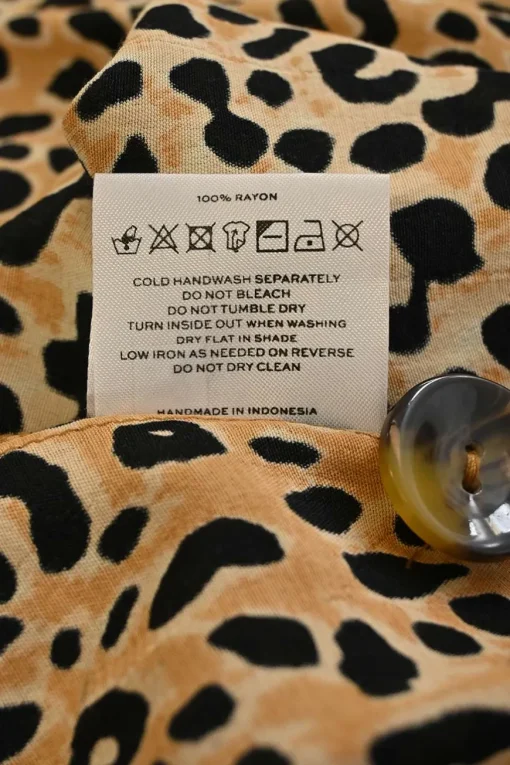 100% RAYON
COLD HANDWASH SEPARATELY
DO NOT BLEACH
DO NOT TUMBLE DRY
TURN INSIDE OUT WHEN WASHING
DRY FLAT IN SHADE
LOW IRON AS NEEDED ON REVERSE
DO NOT DRY CLEAN
HANDMADE IN INDONESIA